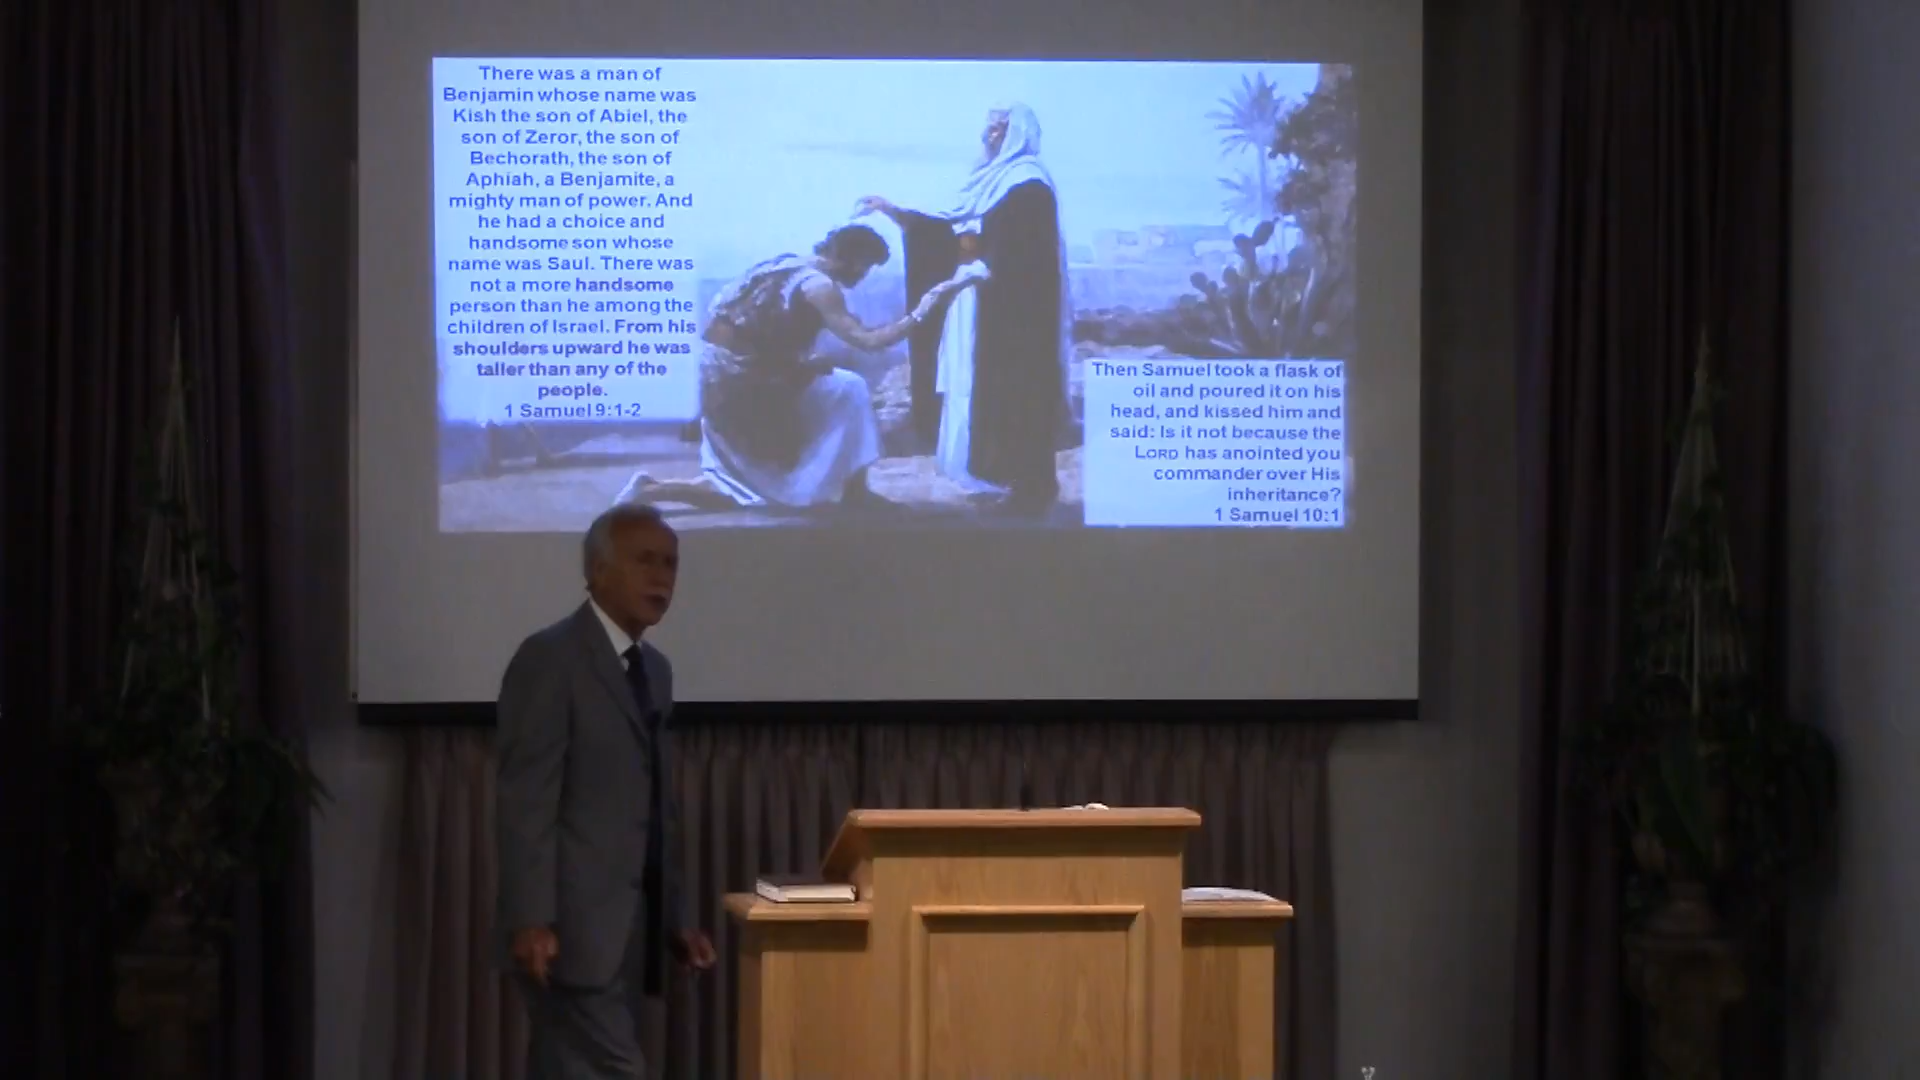 There was a man of
Benjamin whose name was
Kish the son of Abiel, the
son of Zeror, the son of
Bechorath, the son of
Aphiah, a Benjamite, a
mighty man of power. And
he had a choice and
handsome son whose
name was Saul. There was
not a more handsome
person than he among the
children of Israel. From his
shoulders upward he was
taller than any of the
people.
1 Samuel 9:1-2
Then Samuel took a flask of
oil and poured it on his
head, and kissed him and
said: Is it not because the
LORD has anointed you
commander over His
inheritance?
1 Samuel 10:1